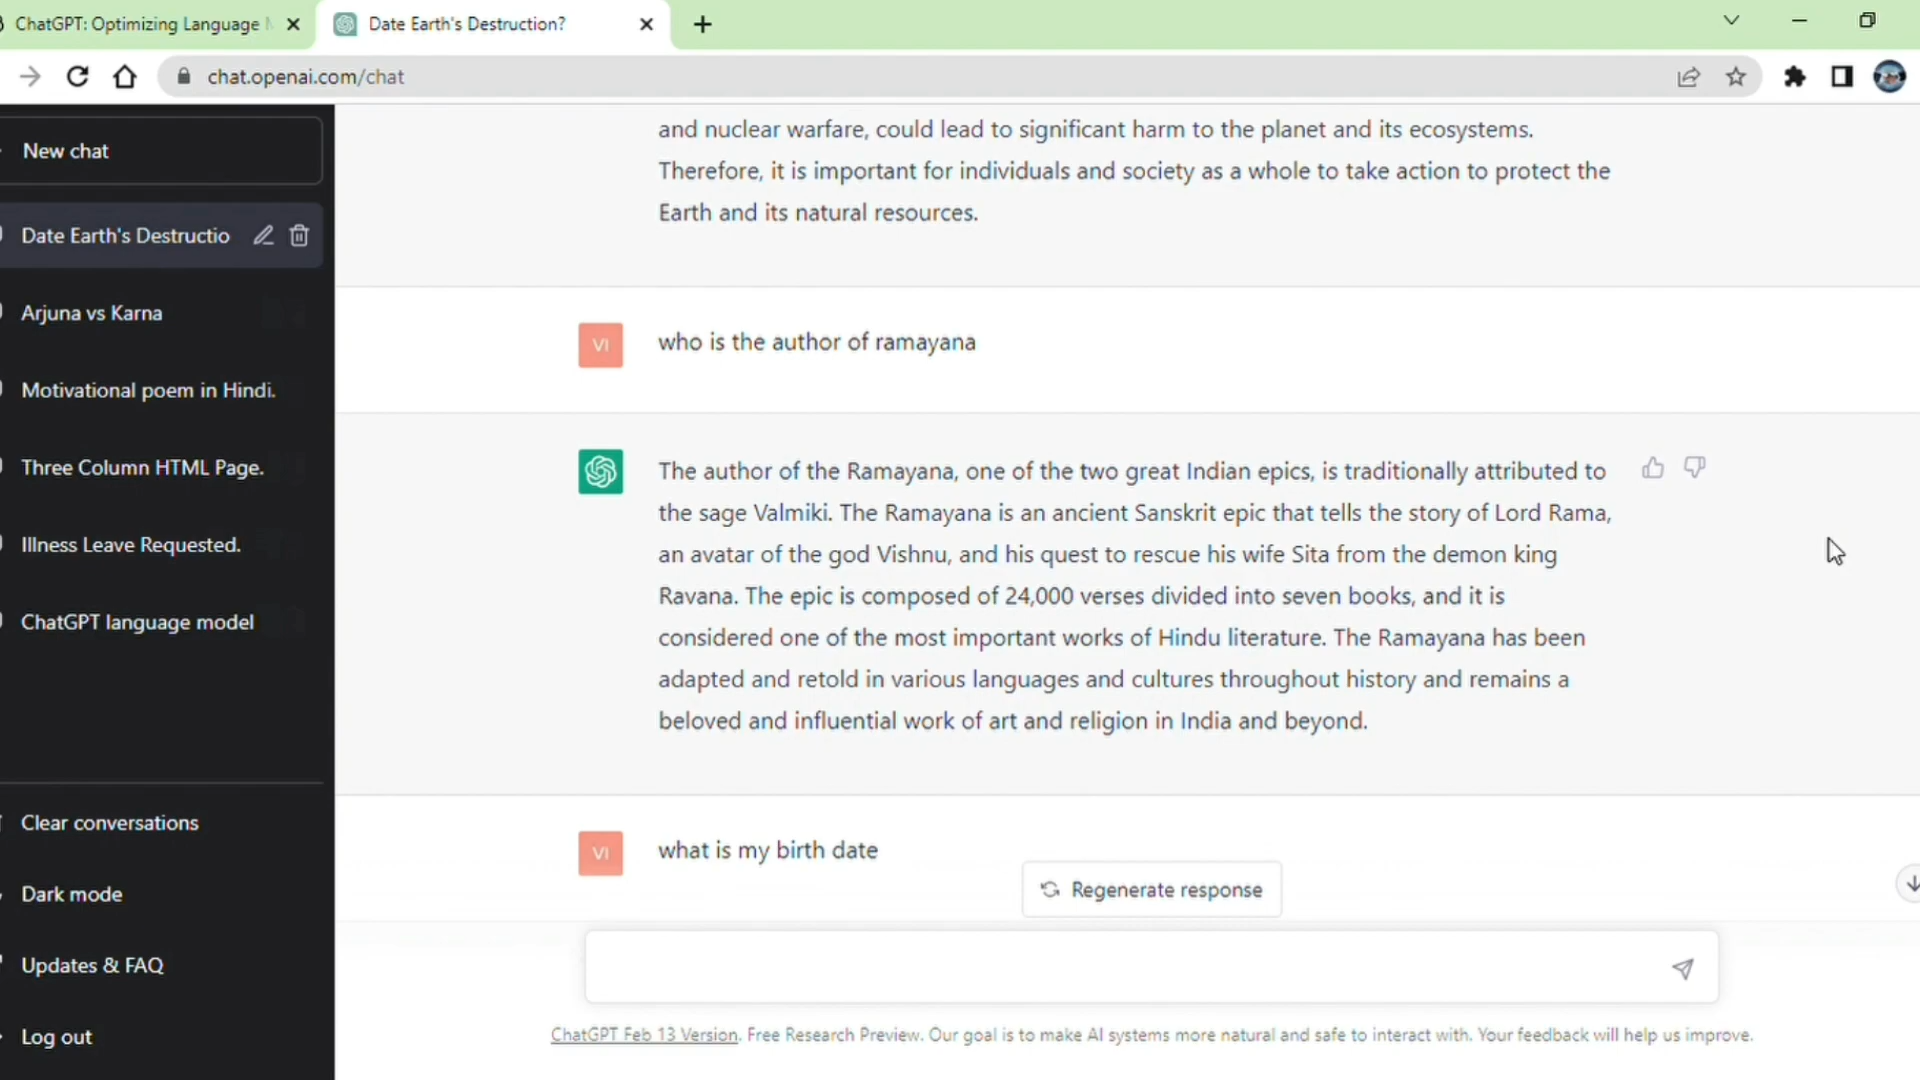 ChatGPT: Optimizing Language
Date Earth's Destruction?
chat.openai.com/chat
New chat
Date Earth's Destructio
Arjuna vs Karna
Motivational poem in Hindi.
Three Column HTML Page.
Illness Leave Requested.
ChatGPT language model
Clear conversations
Dark mode
Updates & FAQ
Log out
and nuclear warfare, could lead to significant harm to the planet and its ecosystems.
Therefore, it is important for individuals and society as a whole to take action to protect the
Earth and its natural resources.
VI
who is the author of ramayana
The author of the Ramayana, one of the two great Indian epics, is traditionally attributed to
the sage Valmiki. The Ramayana is an ancient Sanskrit epic that tells the story of Lord Rama,
an avatar of the god Vishnu, and his quest to rescue his wife Sita from the demon king
Ravana. The epic is composed of 24,000 verses divided into seven books, and it is
considered one of the most important works of Hindu literature. The Ramayana has been
adapted and retold in various languages and cultures throughout history and remains a
beloved and influential work of art and religion in India and beyond.
VI
what is my birth date
Regenerate response
ChatGPT Feb 13 Version. Free Research Preview. Our goal is to make AI systems more natural and safe to interact with. Your feedback will help us improve.